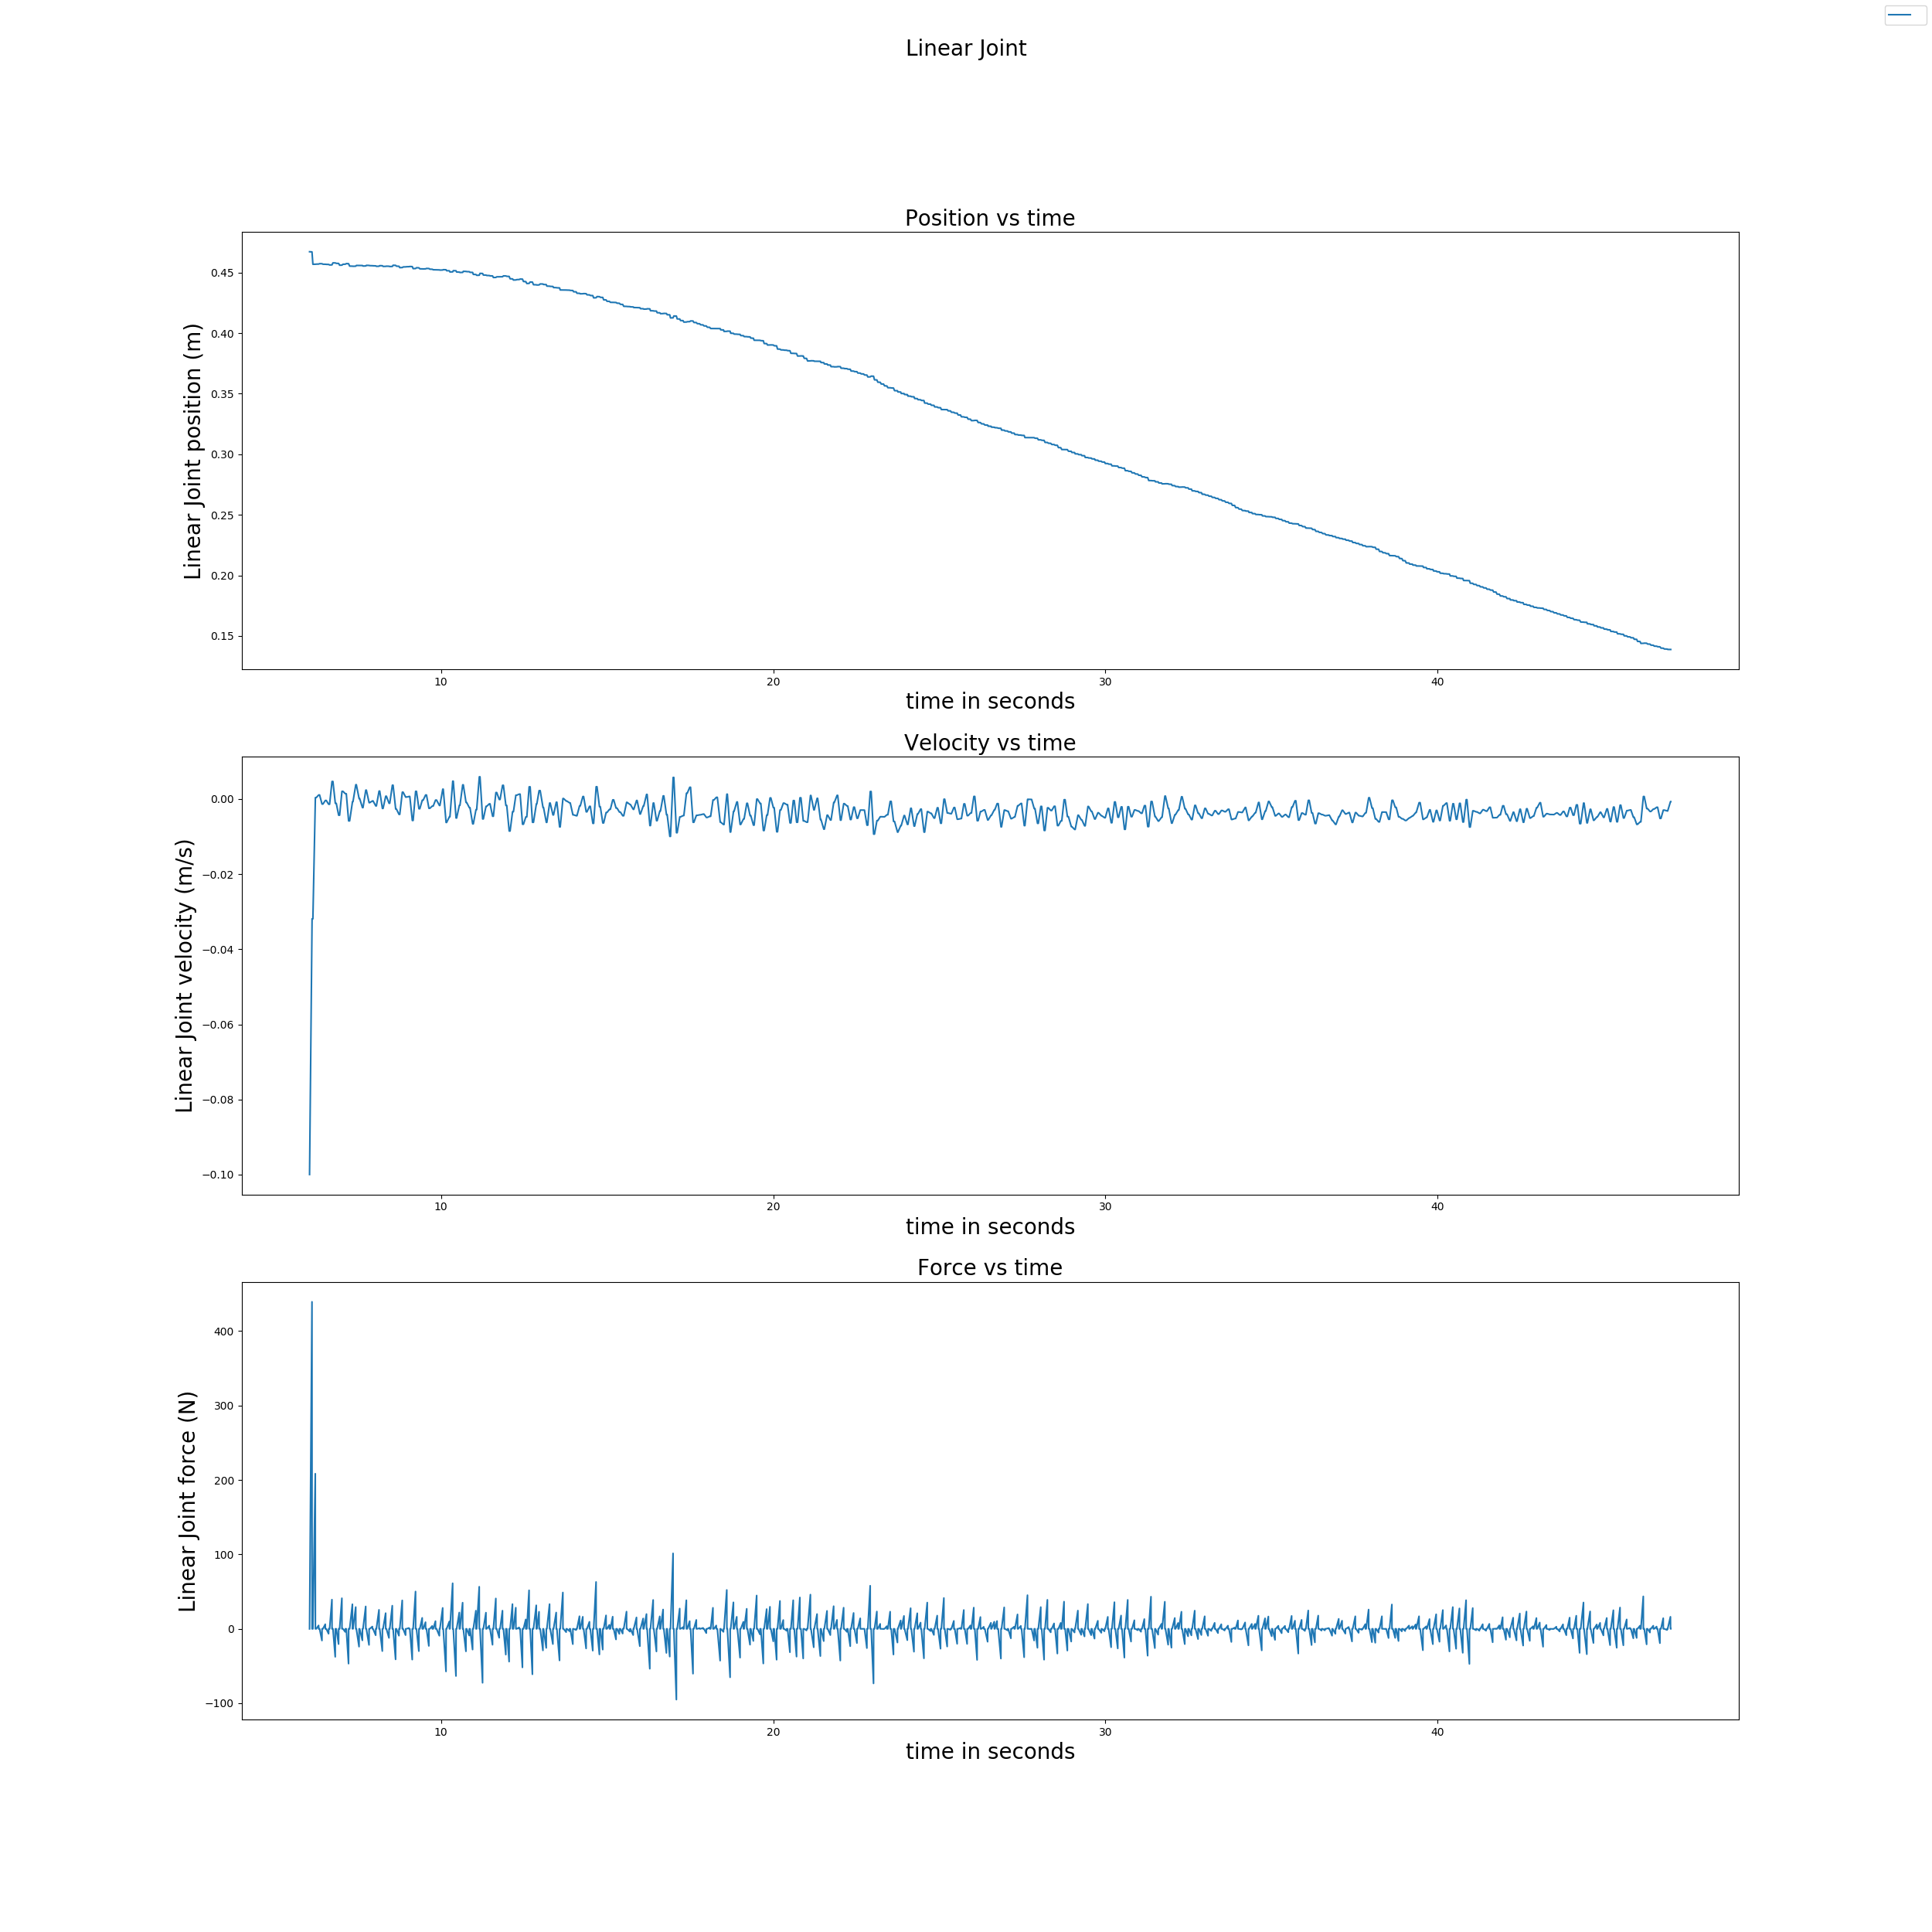 Linear Joint
Position vs time
Linear Joint position (m)
0.45
0.40
0.35
0.30
0.25
0.20
0.15
10 20 30 40
time in seconds
Velocity vs time
Linear Joint velocity (m/s)
0.00
−0.02
−0.04
−0.06
−0.08
−0.10
10 20 30 40
time in seconds
Force vs time
Linear Joint force (N)
400
300
200
100
0
−100
10 20 30 40
time in seconds